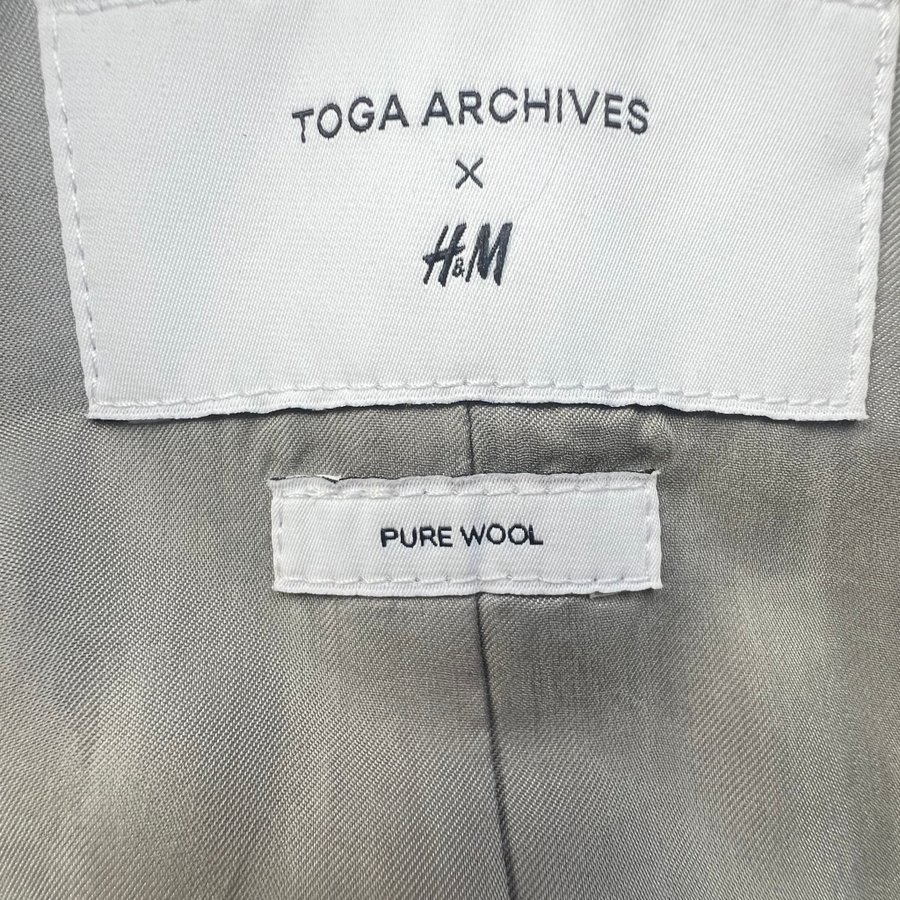 TOGA ARCHIVES
×
H&M
PURE WOOL